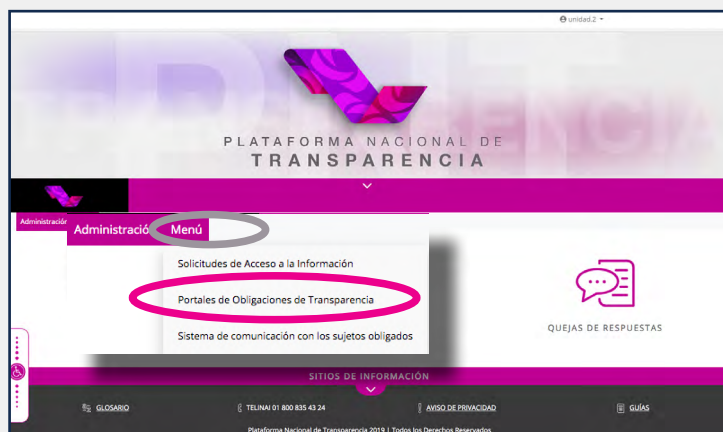 unidad.2
PLATAFORMA NACIONAL DE
TRANSPARENCIA
Administración
Administració Menú
Solicitudes de Acceso a la Información
Portales de Obligaciones de Transparencia
Sistema de comunicación con los sujetos obligados
QUEJAS DE RESPUESTAS
SITIOS DE INFORMACIÓN
GLOSARIO
TELINAI 01 800 835 43 24
AVISO DE PRIVACIDAD
GUÍAS
Plataforma Nacional de Transparencia 2019 | Todos los Derechos Reservados